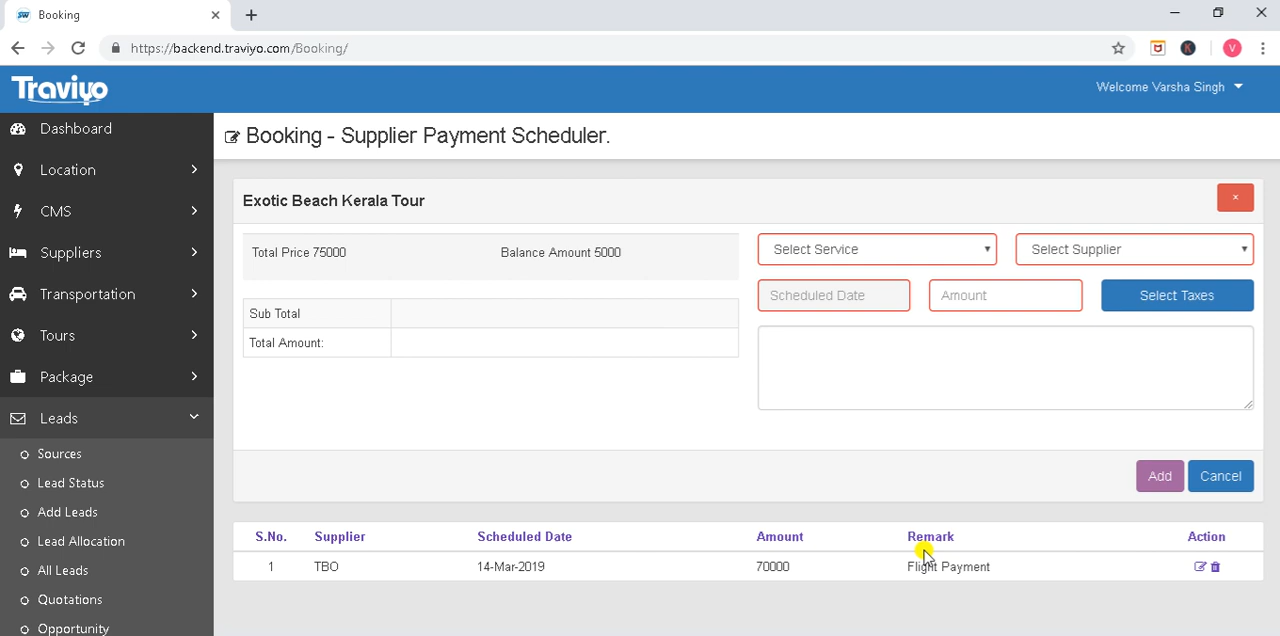 SW Booking
https://backend.traviyo.com/Booking/
K
V
Traviyo
Welcome Varsha Singh
Dashboard
Location
CMS
Suppliers
Transportation
Tours
Package
Leads
Sources
Lead Status
Add Leads
Lead Allocation
All Leads
Quotations
Opportunity
Booking - Supplier Payment Scheduler.
Exotic Beach Kerala Tour
×
Total Price 75000 Balance Amount 5000
Sub Total
Total Amount:
Select Service Select Supplier
Scheduled Date Amount Select Taxes
Add Cancel
S.No. Supplier Scheduled Date Amount Remark Action
1 TBO 14-Mar-2019 70000 Flight Payment